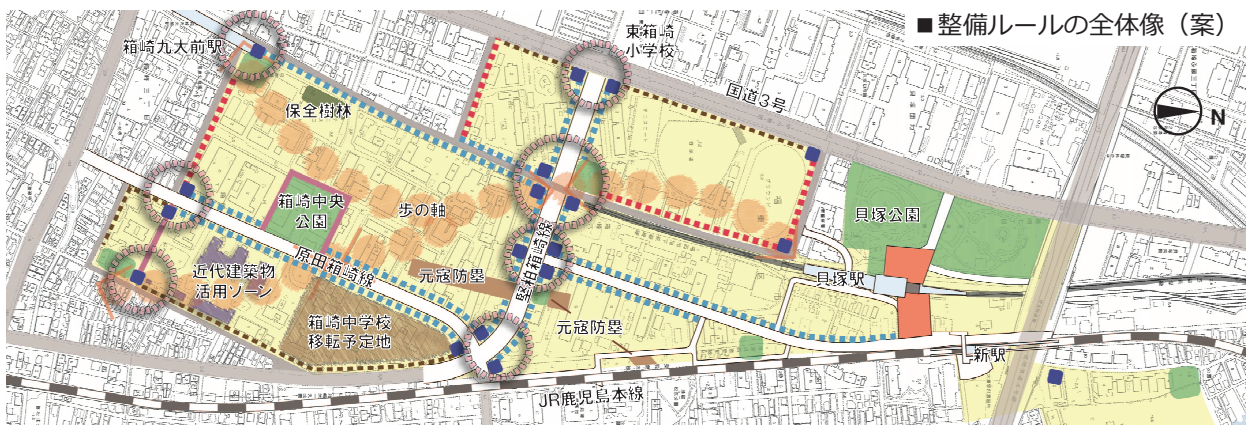 ■整備ルールの全体像（案）
箱崎九大前駅
東箱崎
小学校
国道3号
N
保全樹林
箱崎中央
公園
歩の軸
貝塚公園
原田箱崎線
堅粕箱崎線
貝塚駅
近代建築物
活用ゾーン
元寇防塁
箱崎中学校
移転予定地
元寇防塁
新駅
JR鹿児島本線